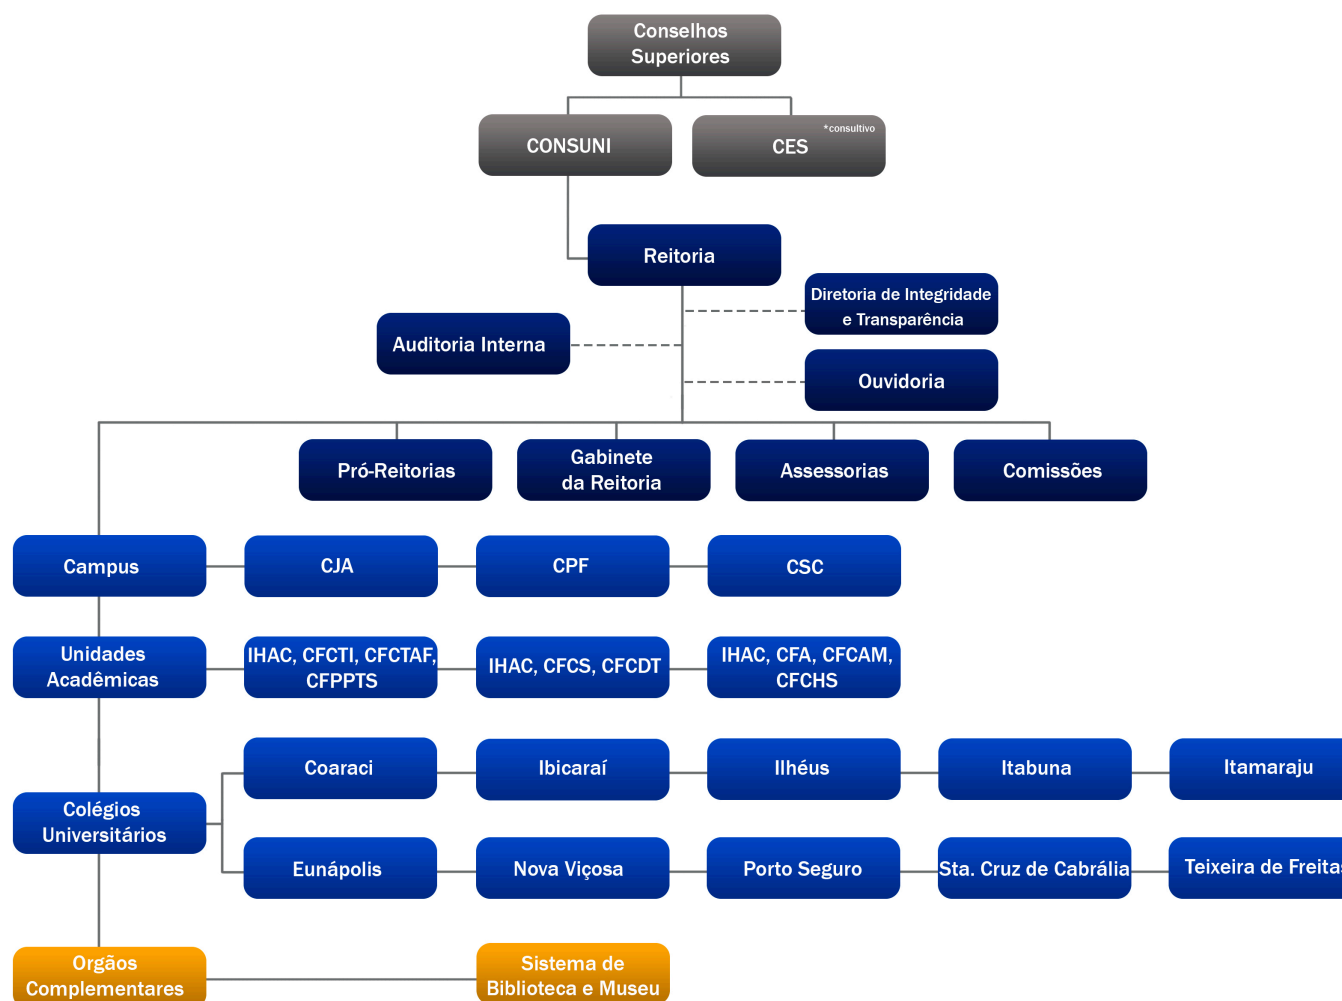 Conselhos
Superiores
CONSUNI
*consultivo
CES
Reitoria
Diretoria de Integridade
e Transparência
Auditoria Interna
Ouvidoria
Pró-Reitorias
Gabinete
da Reitoria
Assessorias
Comissões
Campus
CJA
CPF
CSC
Unidades
Acadêmicas
IHAC, CFCTI, CFCTAF,
CFPPTS
IHAC, CFCS, CFCDT
IHAC, CFA, CFCAM,
CFCHS
Colégios
Universitários
Coaraci
Ibicaraí
Ilhéus
Itabuna
Itamaraju
Eunápolis
Nova Viçosa
Porto Seguro
Sta. Cruz de Cabrália
Teixeira de Freitas
Orgãos
Complementares
Sistema de
Biblioteca e Museu